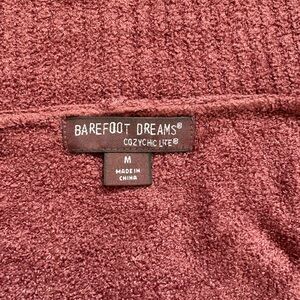 BAREFOOT DREAMS®
COZYCHIC LITE®
M
MADE IN
CHINA